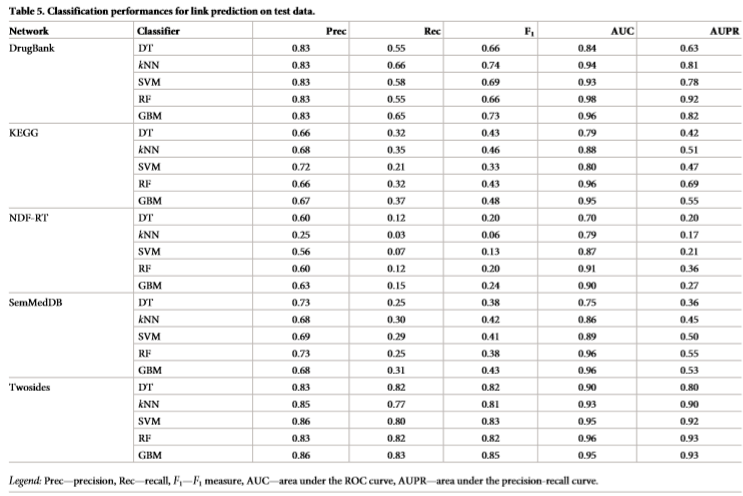 Table 5. Classification performances for link prediction on test data.
Network Classifier Prec Rec F1 AUC AUPR
DrugBank DT 0.83 0.55 0.66 0.84 0.63
kNN 0.83 0.66 0.74 0.94 0.81
SVM 0.83 0.58 0.69 0.93 0.78
RF 0.83 0.55 0.66 0.98 0.92
GBM 0.83 0.65 0.73 0.96 0.82
KEGG DT 0.66 0.32 0.43 0.79 0.42
kNN 0.68 0.35 0.46 0.88 0.51
SVM 0.72 0.21 0.33 0.80 0.47
RF 0.66 0.32 0.43 0.96 0.69
GBM 0.67 0.37 0.48 0.95 0.55
NDF-RT DT 0.60 0.12 0.20 0.70 0.20
kNN 0.25 0.03 0.06 0.79 0.17
SVM 0.56 0.07 0.13 0.87 0.21
RF 0.60 0.12 0.20 0.91 0.36
GBM 0.63 0.15 0.24 0.90 0.27
SemMedDB DT 0.73 0.25 0.38 0.75 0.36
kNN 0.68 0.30 0.42 0.86 0.45
SVM 0.69 0.29 0.41 0.89 0.50
RF 0.73 0.25 0.38 0.96 0.55
GBM 0.68 0.31 0.43 0.96 0.53
Twosides DT 0.83 0.82 0.82 0.90 0.80
kNN 0.85 0.77 0.81 0.93 0.90
SVM 0.86 0.80 0.83 0.95 0.92
RF 0.83 0.82 0.82 0.96 0.93
GBM 0.86 0.83 0.85 0.95 0.93
Legend: Prec—precision, Rec—recall, F1—F1 measure, AUC—area under the ROC curve, AUPR—area under the precision-recall curve.